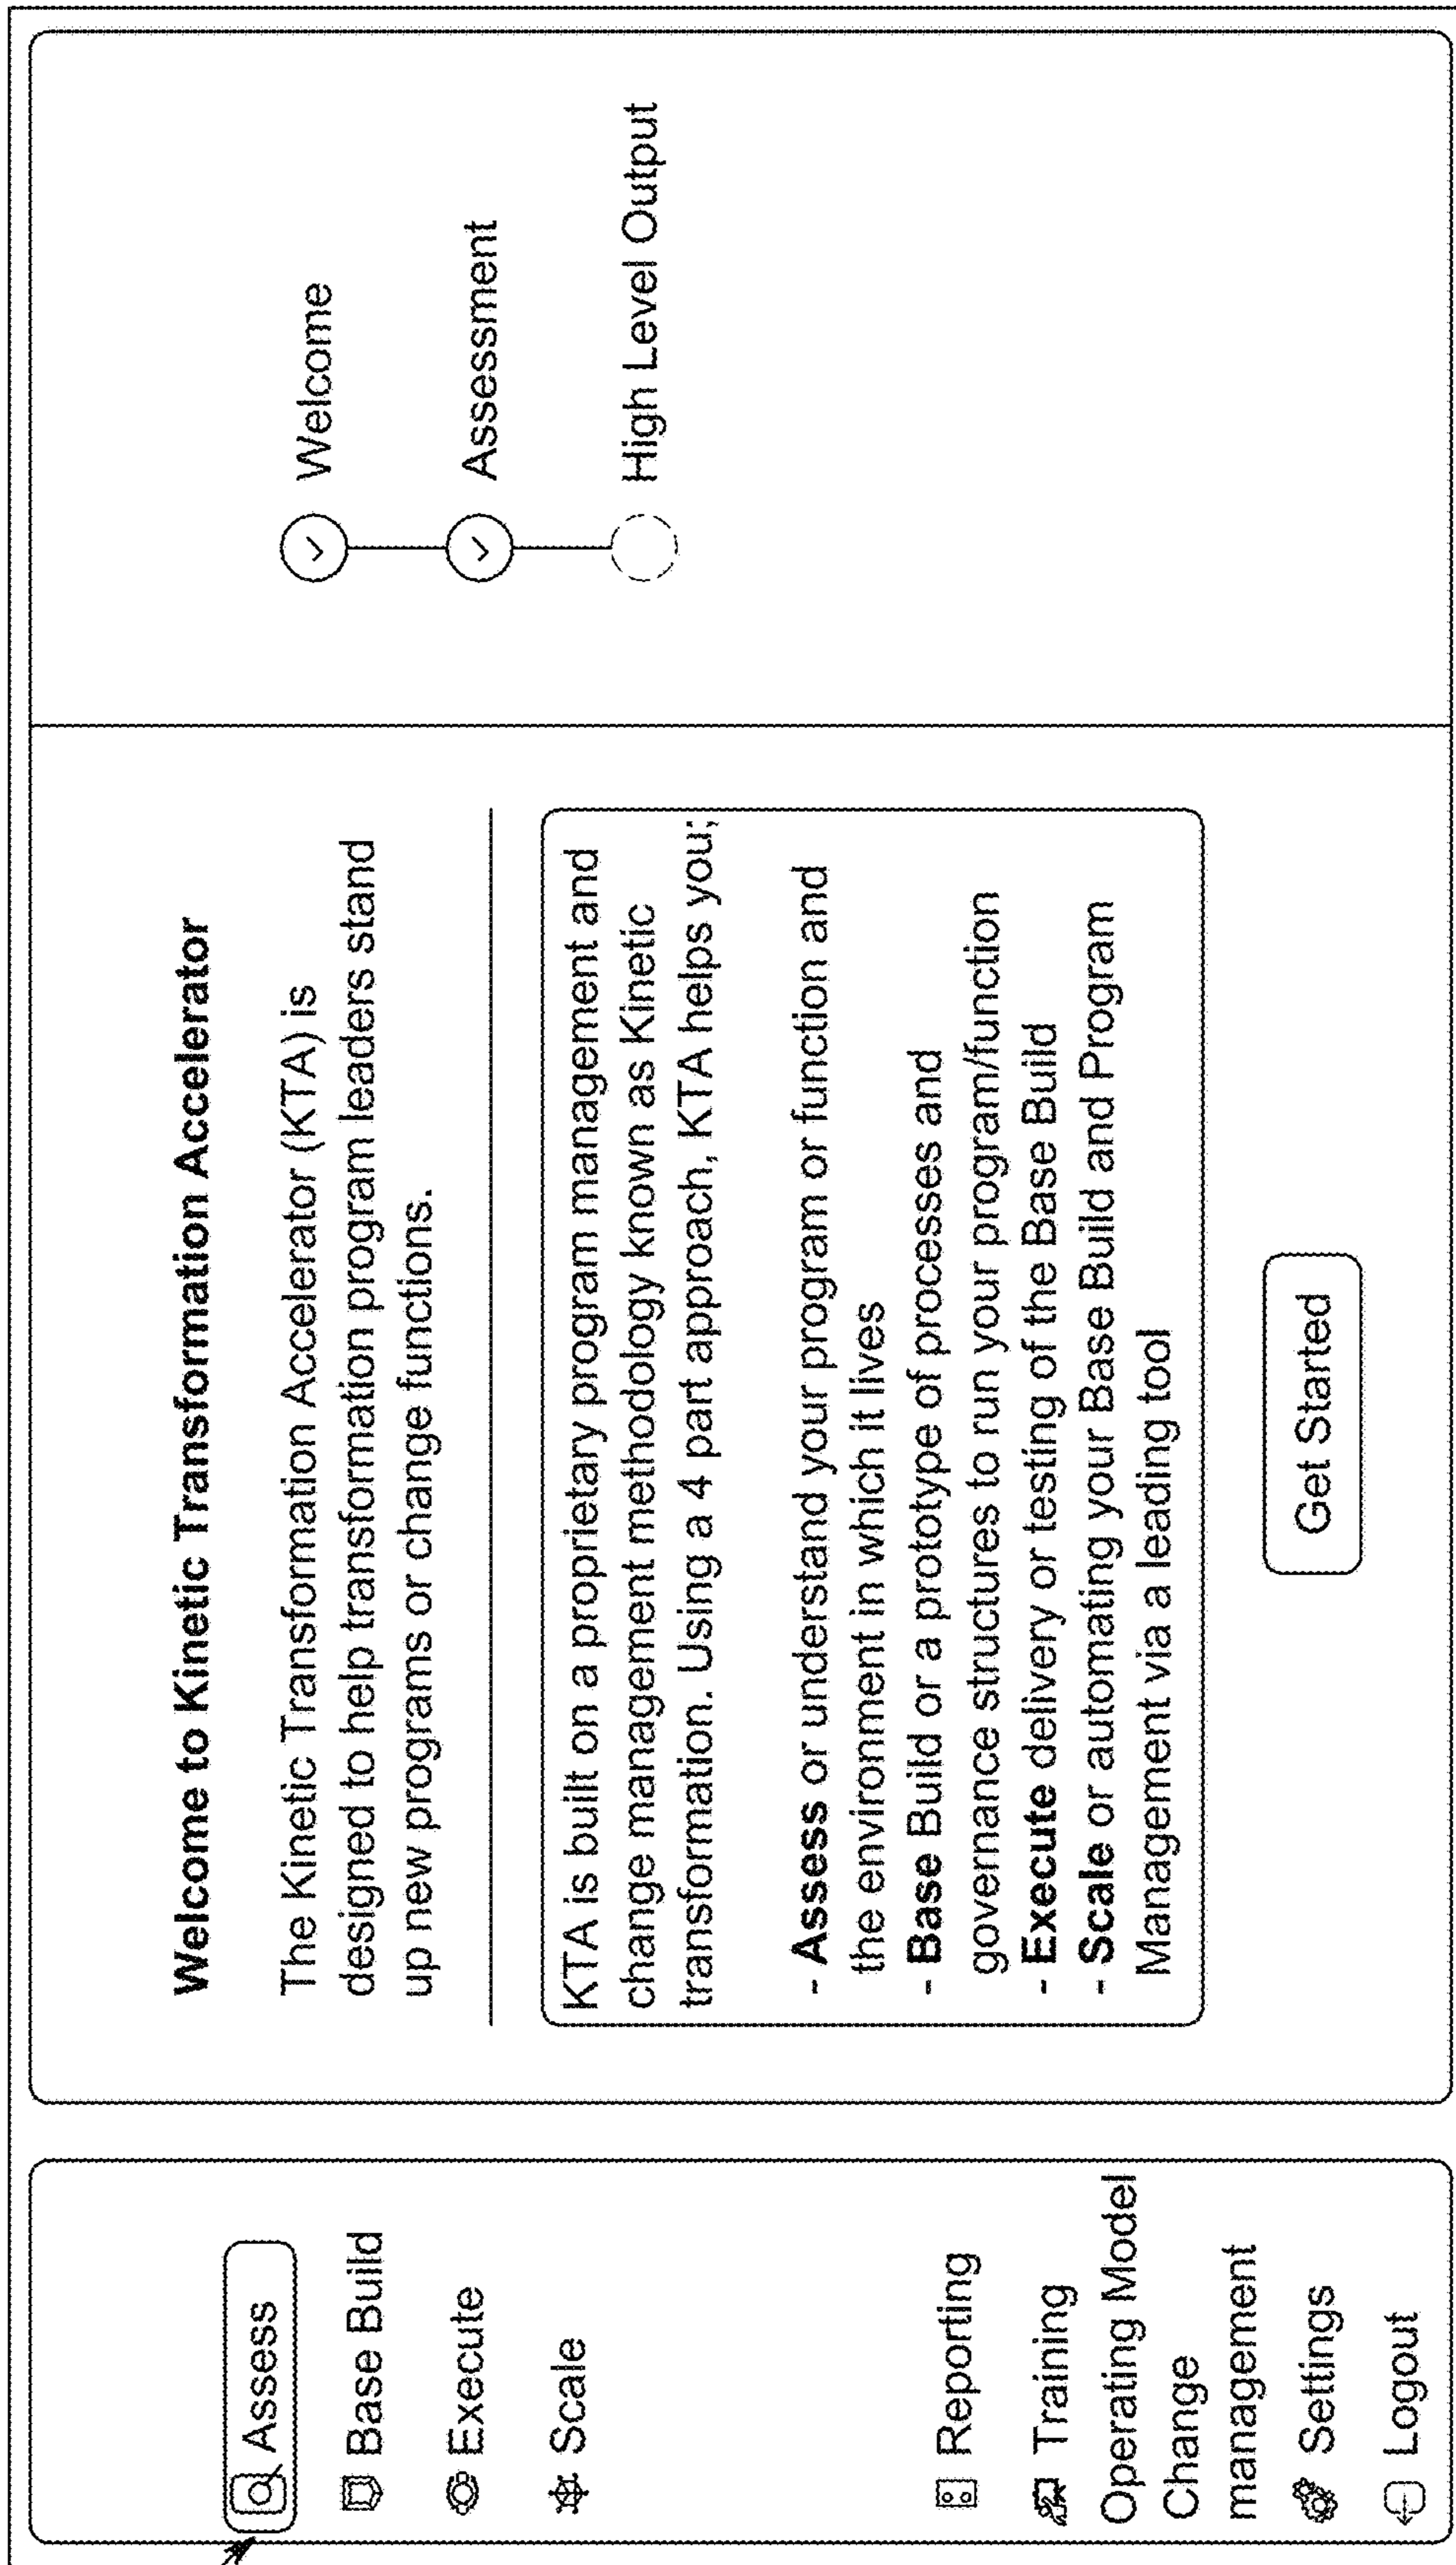 Assess
Base Build
Execute
Scale
Reporting
Training
Operating Model
Change
management
Settings
Logout
Welcome to Kinetic Transformation Accelerator
The Kinetic Transformation Accelerator (KTA) is
designed to help transformation program leaders stand
up new programs or change functions.
KTA is built on a proprietary program management and
change management methodology known as Kinetic
transformation. Using a 4 part approach, KTA helps you;
- Assess or understand your program or function and
the environment in which it lives
- Base Build or a prototype of processes and
governance structures to run your program/function
- Execute delivery or testing of the Base Build
- Scale or automating your Base Build and Program
Management via a leading tool
Get Started
Welcome
Assessment
High Level Output